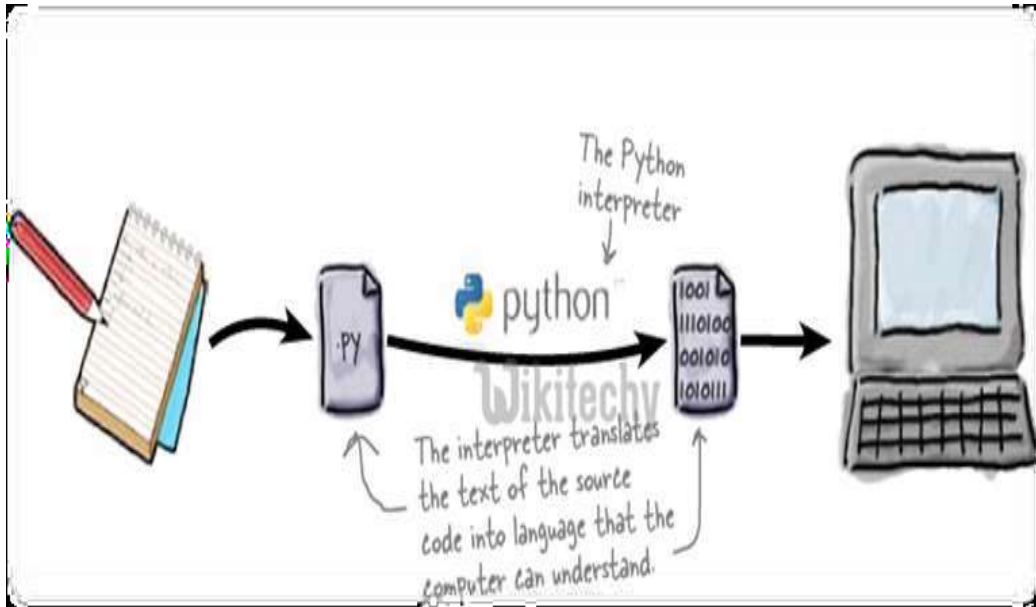 The Python
interpreter
python
.PY
1001
1110100
001010
1010111
Wikitechy
The interpreter translates
the text of the source
code into language that the
computer can understand.